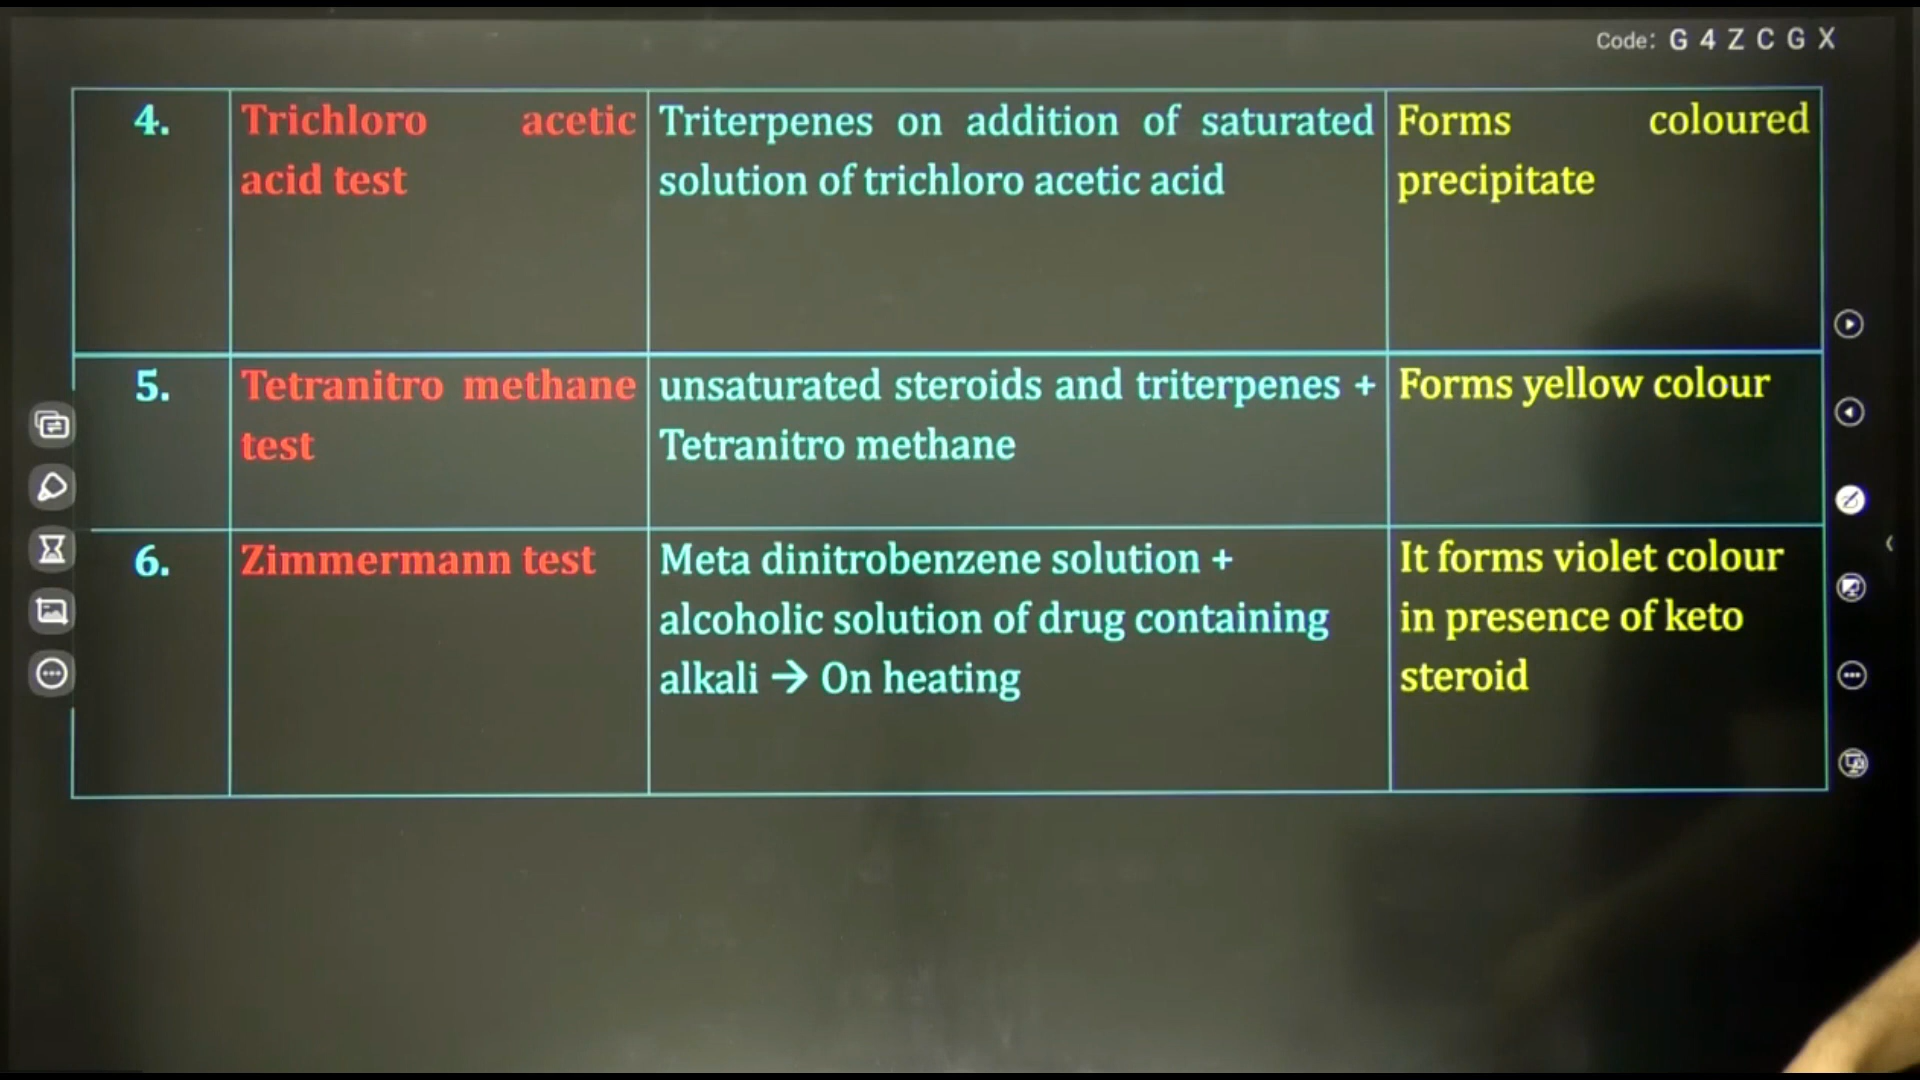 Code: G 4 Z C G X
4.
Trichloro acetic
acid test
Triterpenes on addition of saturated
solution of trichloro acetic acid
Forms coloured
precipitate
5.
Tetranitro methane
test
unsaturated steroids and triterpenes +
Tetranitro methane
Forms yellow colour
6.
Zimmermann test
Meta dinitrobenzene solution +
alcoholic solution of drug containing
alkali → On heating
It forms violet colour
in presence of keto
steroid